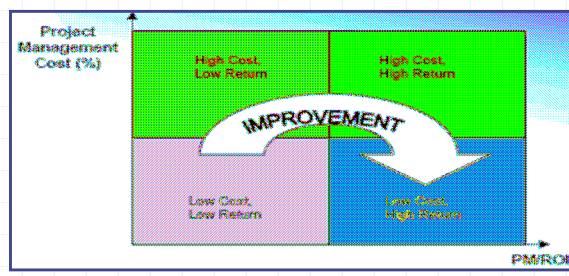 Project
Management
Cost (%)
High Cost,
Low Return
High Cost,
High Return
IMPROVEMENT
Low Cost,
Low Return
Low Cost,
High Return
PM/ROI